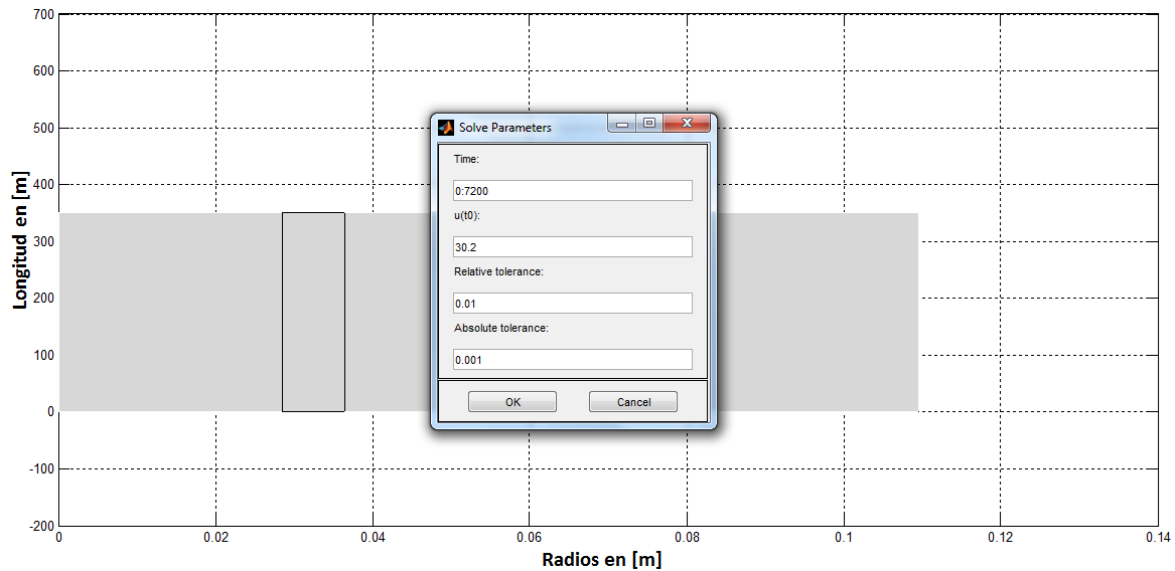 700
600
500
400
300
200
100
0
-100
-200
Longitud en [m]
Solve Parameters
Time:
0:7200
u(t0):
30.2
Relative tolerance:
0.01
Absolute tolerance:
0.001
OK Cancel
0 0.02 0.04 0.06 0.08 0.1 0.12 0.14
Radios en [m]